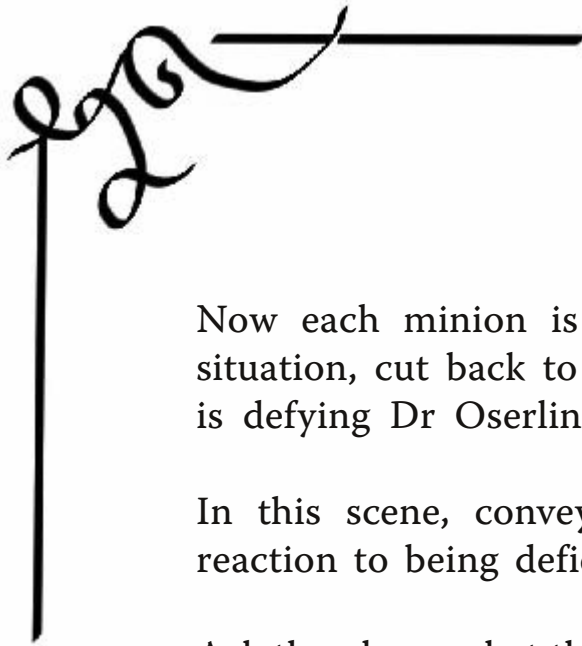 Now each minion is
situation, cut back to
is defying Dr Oserlin
In this scene, convey
reaction to being defi